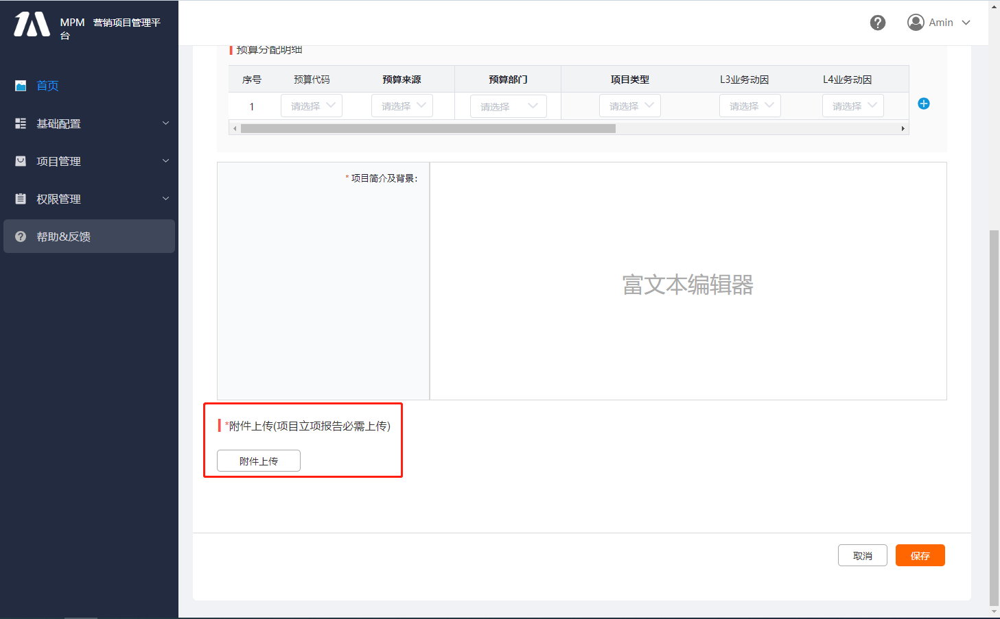 MPM 营销项目管理平
台
Amin
首页
基础配置
项目管理
权限管理
帮助&反馈
预算分配明细
序号 预算代码 预算来源 预算部门 项目类型 L3业务动因 L4业务动因
1 请选择 请选择 请选择 请选择 请选择 请选择
*项目简介及背景:
富文本编辑器
*附件上传(项目立项报告必需上传)
附件上传
取消 保存